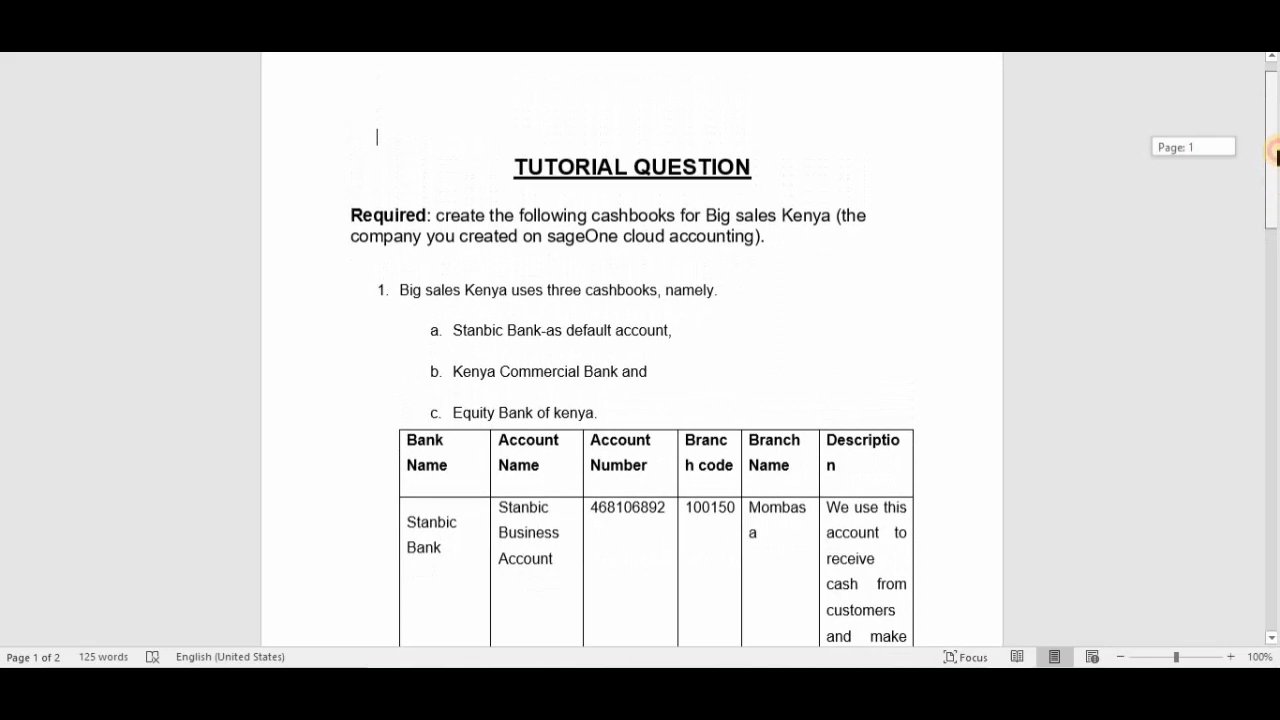 Page: 1
TUTORIAL QUESTION
Required: create the following cashbooks for Big sales Kenya (the
company you created on sageOne cloud accounting).
1. Big sales Kenya uses three cashbooks, namely.
a. Stanbic Bank-as default account,
b. Kenya Commercial Bank and
c. Equity Bank of kenya.
Bank Account Account Branc Branch Descriptio
Name Name Number h code Name n
Stanbic 468106892 100150 Mombas We use this
Stanbic Business a account to
Bank Account receive
cash from
customers
and make
Page 1 of 2 125 words English (United States) Focus 100%